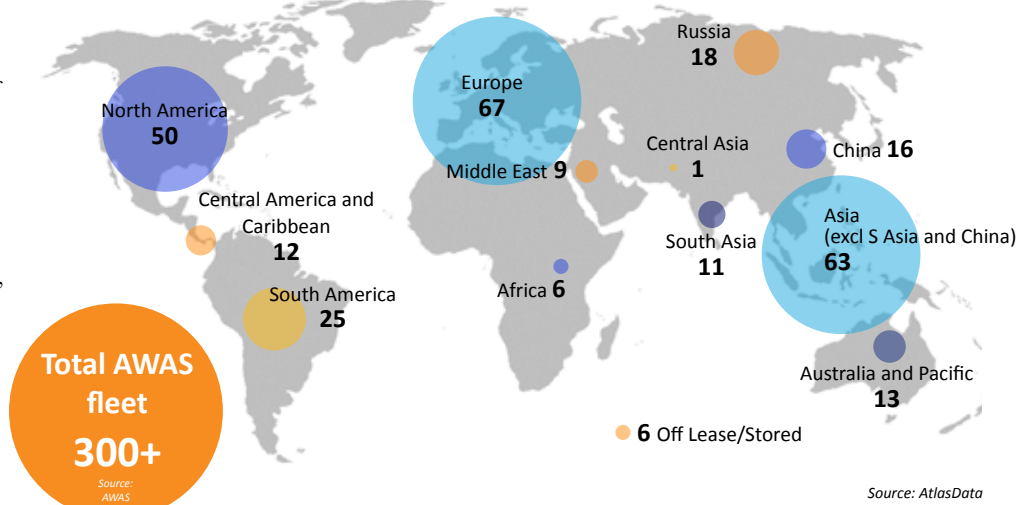 Russia
18
Europe
67
North America
50
Central Asia
1
China 16
Middle East 9
Central America and
Caribbean
12
Asia
(excl S Asia and China)
63
South Asia
11
Africa 6
South America
25
Total AWAS
fleet
300+
Source:
AWAS
Australia and Pacific
13
6 Off Lease/Stored
Source: AtlasData